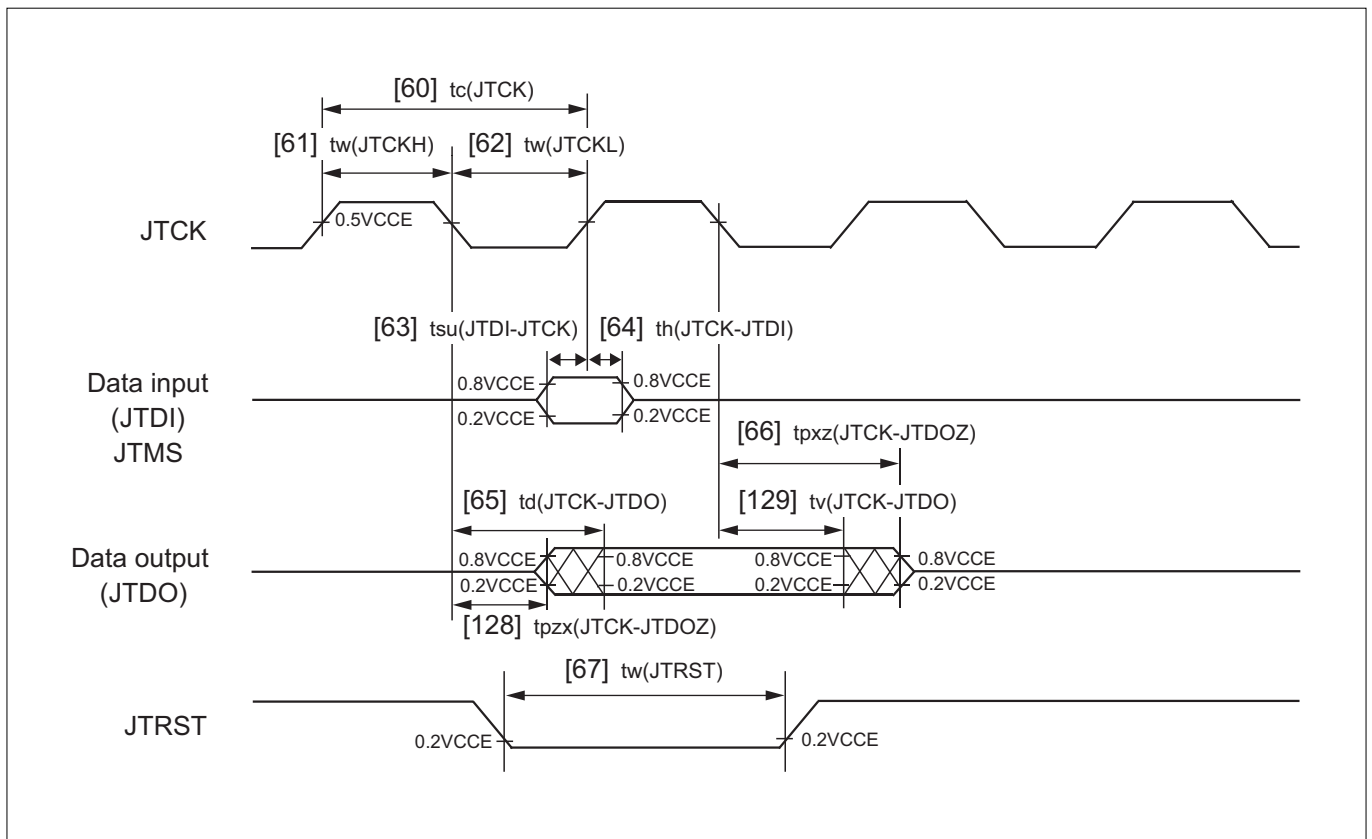 [60] tc(JTCK)
[61] tw(JTCKH) [62] tw(JTCKL)
JTCK
0.5VCCE
[63] tsu(JTDI-JTCK) [64] th(JTCK-JTDI)
Data input
(JTDI)
JTMS
0.8VCCE 0.8VCCE
0.2VCCE 0.2VCCE
[66] tpxz(JTCK-JTDOZ)
[65] td(JTCK-JTDO) [129] tv(JTCK-JTDO)
Data output
(JTDO)
0.8VCCE 0.8VCCE 0.8VCCE 0.8VCCE
0.2VCCE 0.2VCCE 0.2VCCE 0.2VCCE
[128] tpzx(JTCK-JTDOZ)
[67] tw(JTRST)
JTRST
0.2VCCE 0.2VCCE